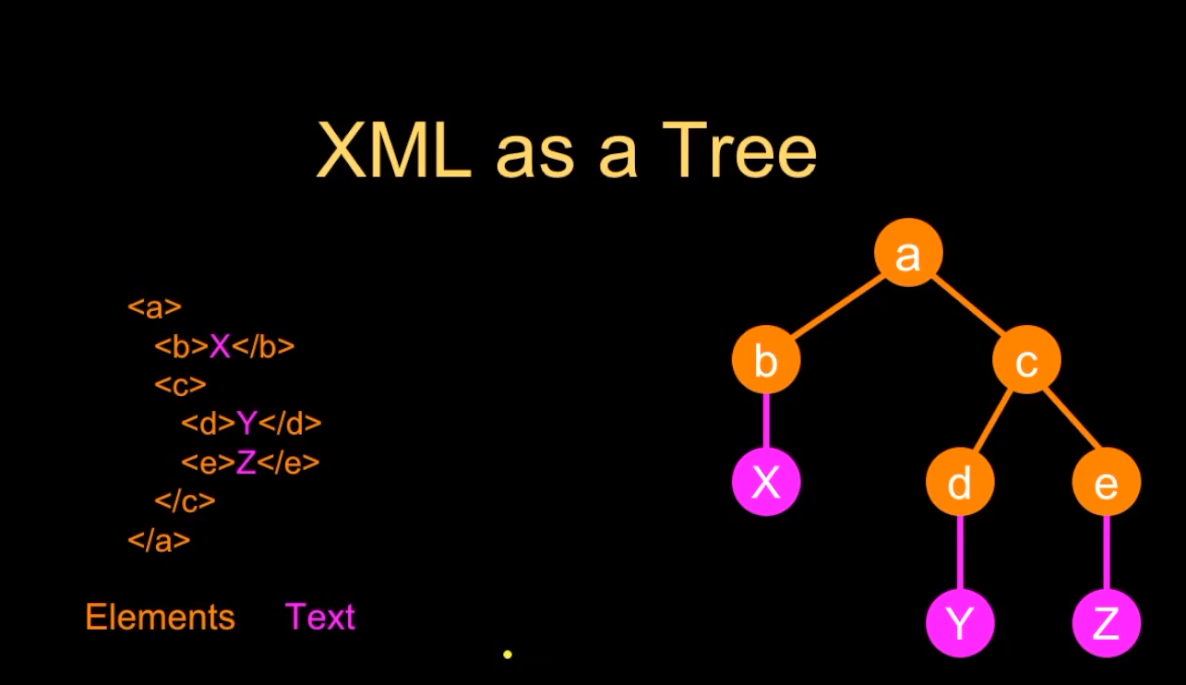 XML as a Tree
<a>
<b>X</b>
<c>
<d>Y</d>
<e>Z</e>
</c>
</a>
Elements Text
a
b c
X d e
Y Z